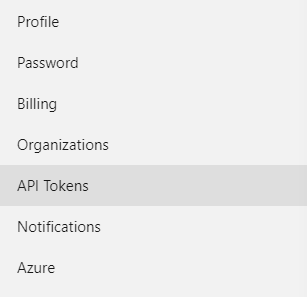 Profile
Password
Billing
Organizations
API Tokens
Notifications
Azure